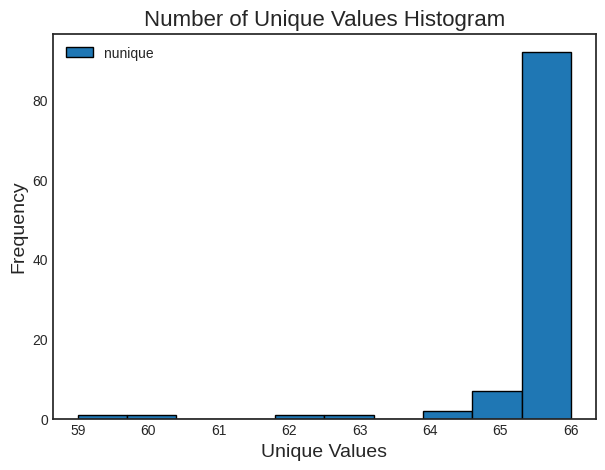 Number of Unique Values Histogram
nunique
Frequency
80
60
40
20
0
59 60 61 62 63 64 65 66
Unique Values